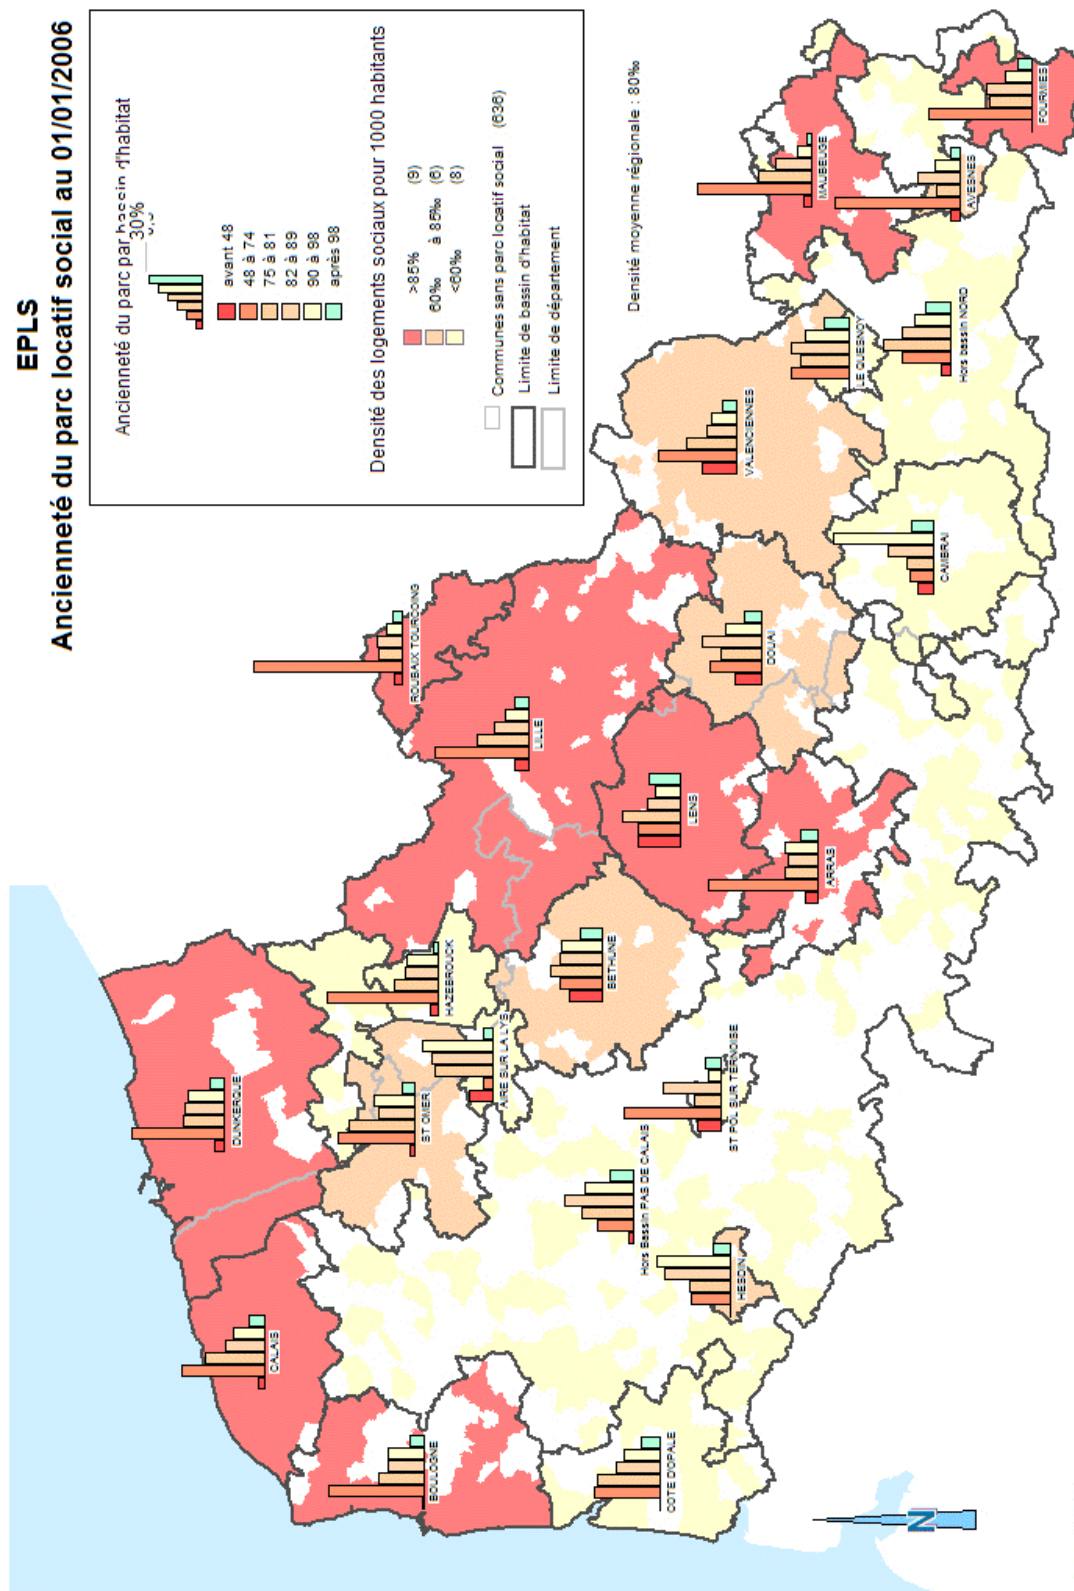 EPLS
Ancienneté du parc locatif social au 01/01/2006
Ancienneté du parc par bassin d'habitat
30%
avant 48
48 à 74
75 à 81
82 à 89
90 à 98
après 98
Densité des logements sociaux pour 1000 habitants
>85% (9)
60‰ à 85‰ (6)
<60‰ (8)
Communes sans parc locatif social (636)
Limite de bassin d'habitat
Limite de département
Densité moyenne régionale : 80‰
ROUBAIX TOURCOING
DUNKERQUE
CALAIS
LILLE
HAZEBROUCK
ST OMER
AIRE SUR LA LYS
BOULOGNE
BETHUNE
LENS
VALENCIENNES
MAUBEUGE
FOURMIES
AVESNES
LE QUESNOY
Hors bassin NORD
DOUAI
CAMBRAI
ARRAS
ST POL SUR TERNOISE
Hors Bassin PAS DE CALAIS
HESDIN
COTE D'OPALE
N